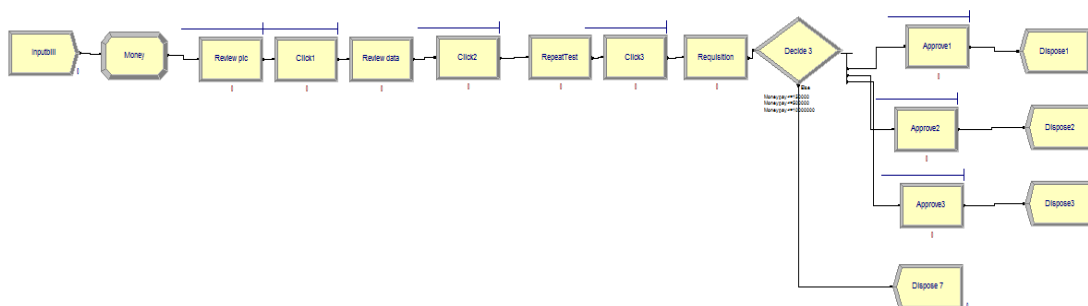 Inputbill
Money
Review pic
Click1
Review data
Click2
RepeatTest
Click3
Requisition
Decide 3
Else
Approve1
Dispose1
Approve2
Dispose2
Approve3
Dispose3
Dispose 7